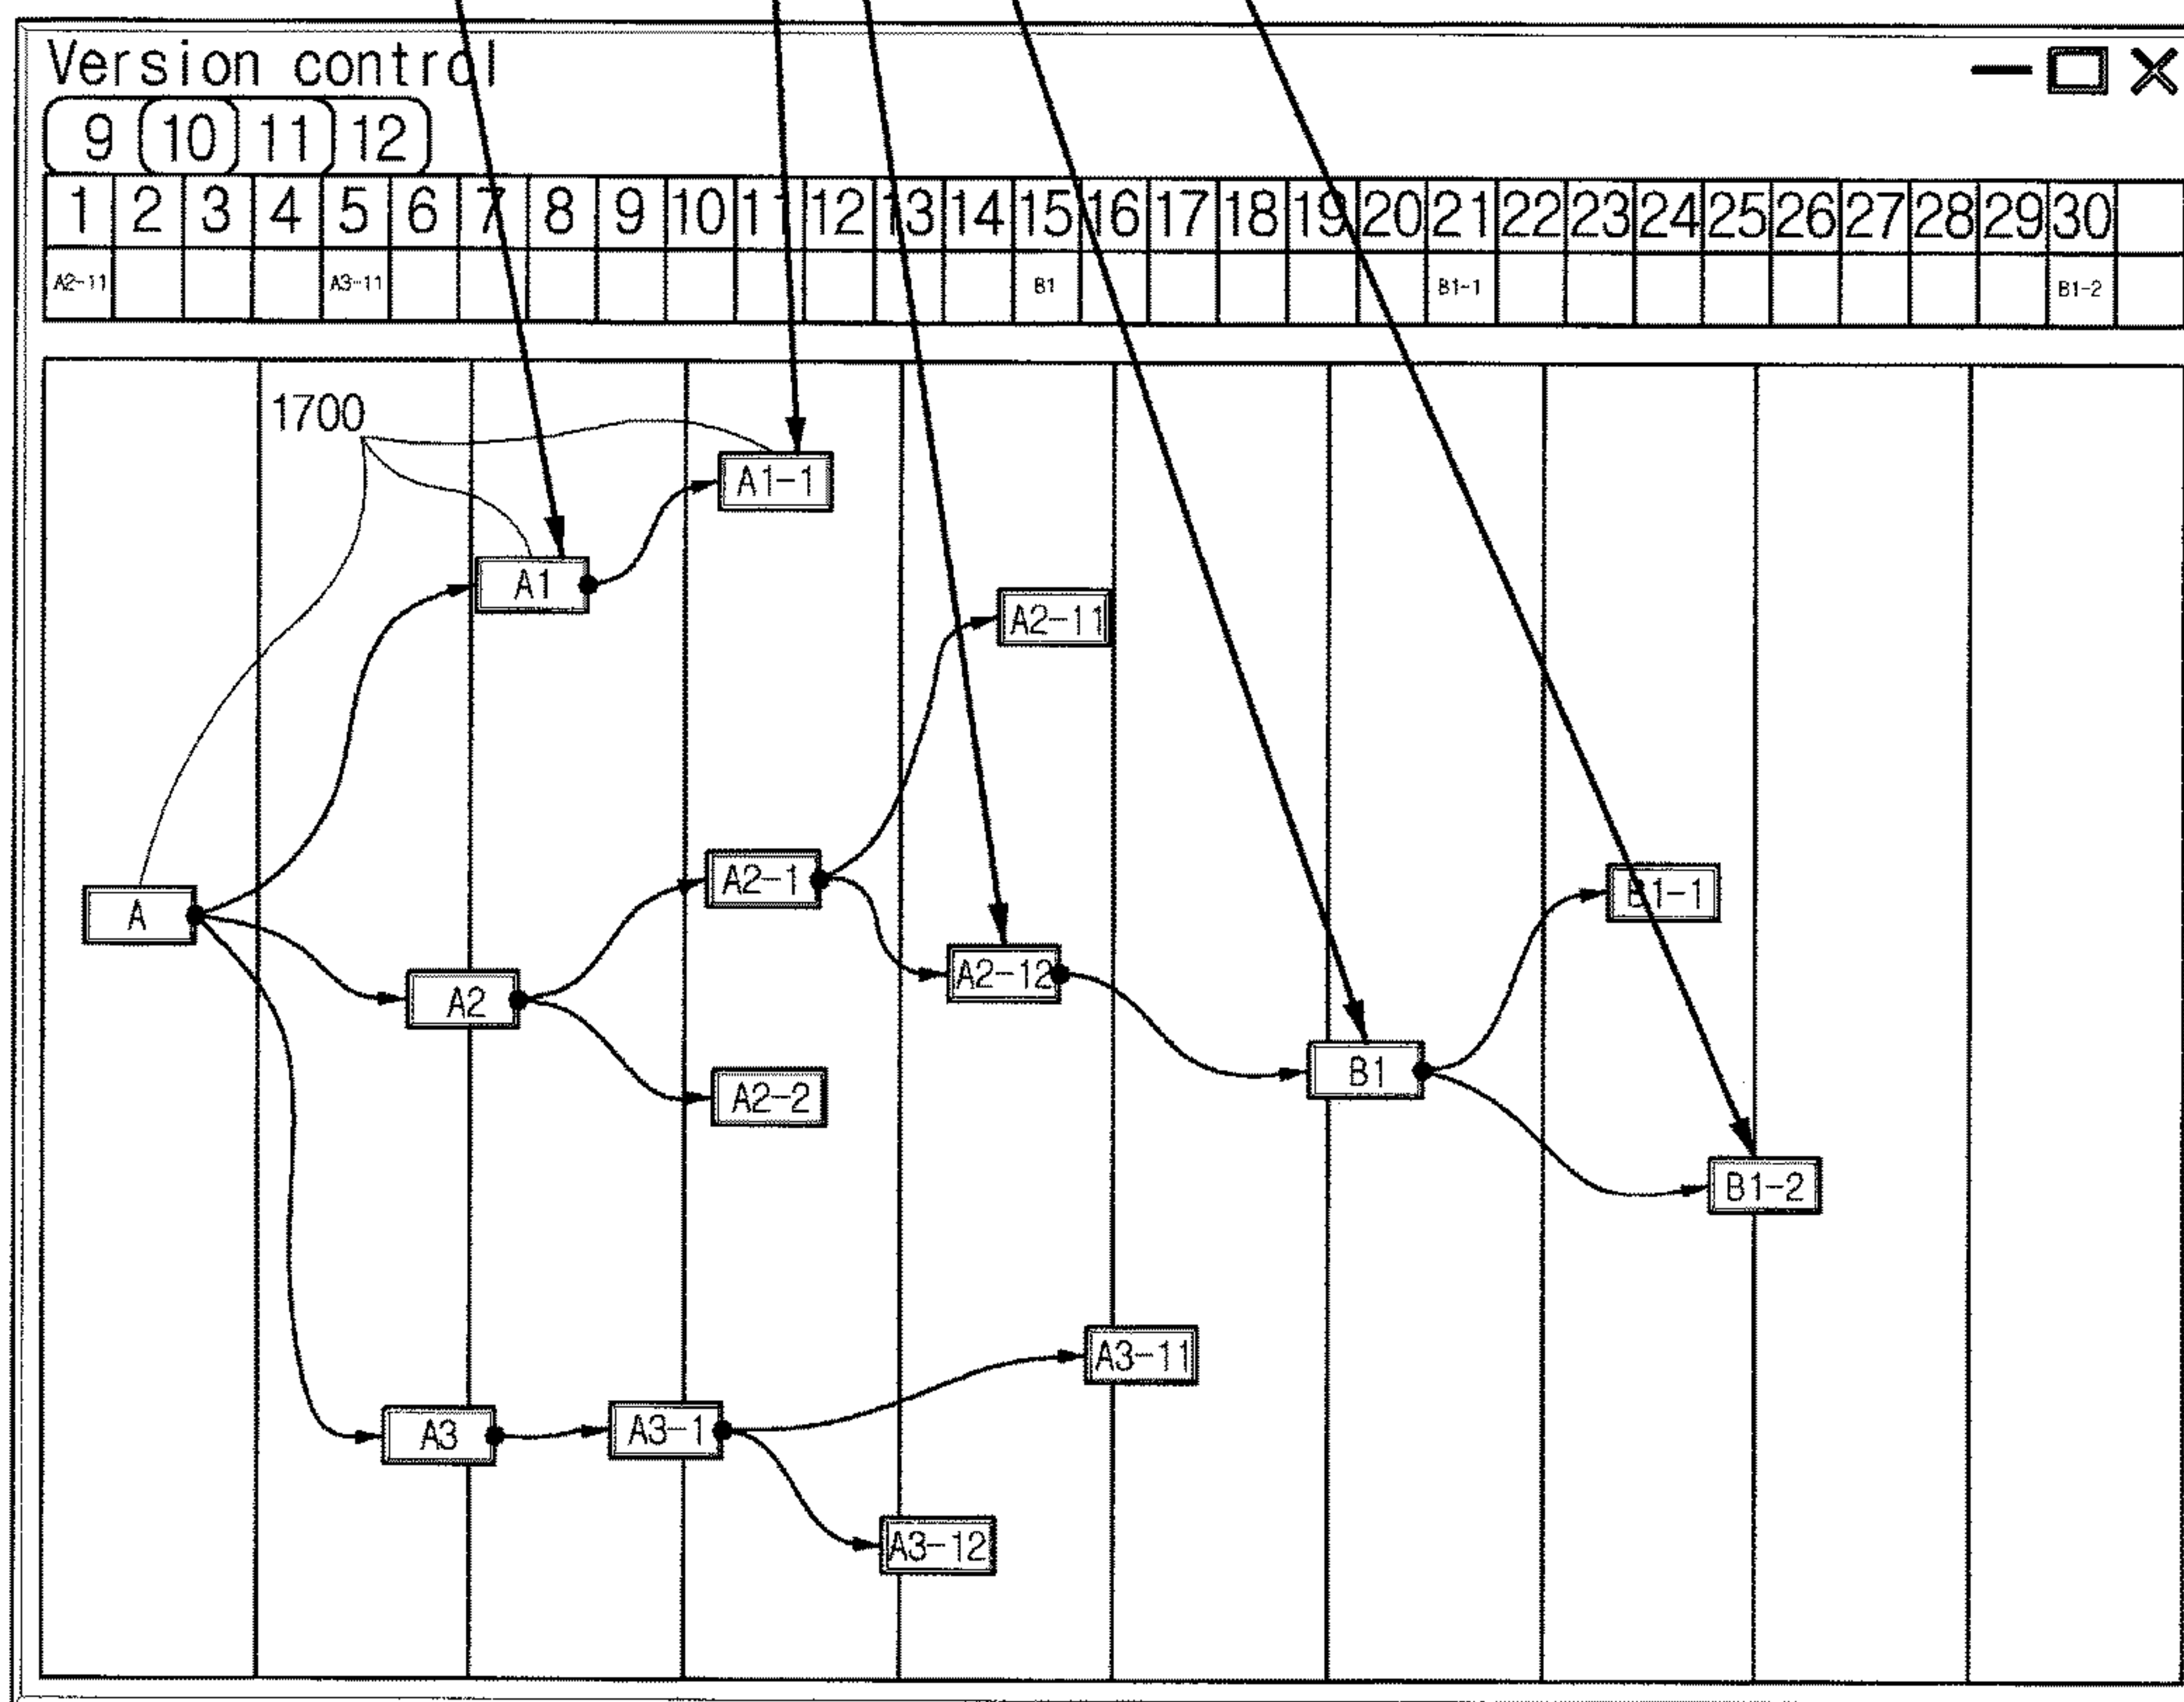 Version control
9 10 11 12
1 2 3 4 5 6 7 8 9 10 11 12 13 14 15 16 17 18 19 20 21 22 23 24 25 26 27 28 29 30
A2-11 A3-11 B1 B1-1 B1-2
1700
A1-1
A1
A2-11
A2-1
B1-1
A
A2-12
A2
B1
A2-2
B1-2
A3-11
A3
A3-1
A3-12